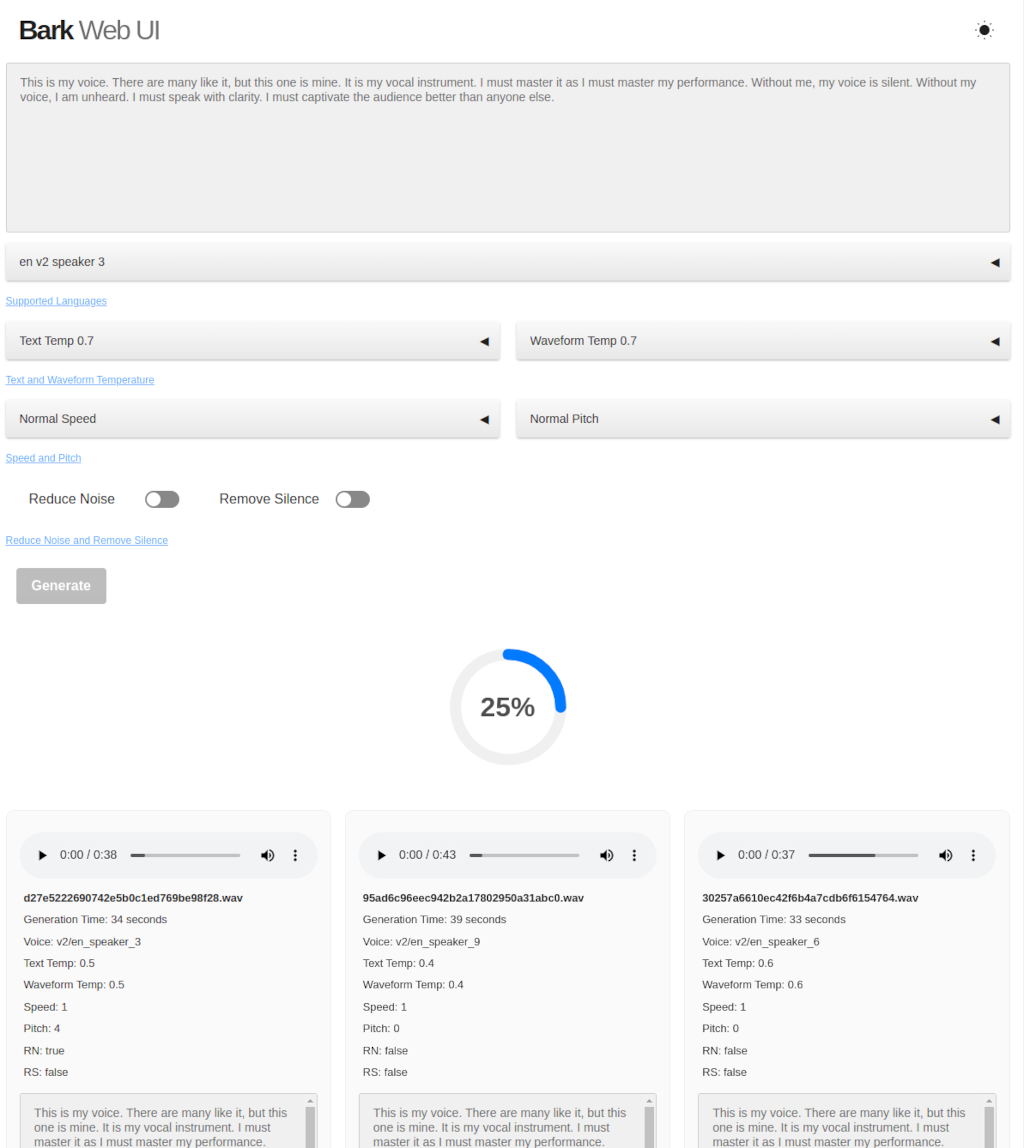 Bark Web UI
This is my voice. There are many like it, but this one is mine. It is my vocal instrument. I must master it as I must master my performance. Without me, my voice is silent. Without my
voice, I am unheard. I must speak with clarity. I must captivate the audience better than anyone else.
en v2 speaker 3
Supported Languages
Text Temp 0.7
Waveform Temp 0.7
Text and Waveform Temperature
Normal Speed
Normal Pitch
Speed and Pitch
Reduce Noise
Remove Silence
Reduce Noise and Remove Silence
Generate
25%
0:00 / 0:38
d27e5222690742e5b0c1ed769be98f28.wav
Generation Time: 34 seconds
Voice: v2/en_speaker_3
Text Temp: 0.5
Waveform Temp: 0.5
Speed: 1
Pitch: 4
RN: true
RS: false
This is my voice. There are many like it, but this
one is mine. It is my vocal instrument. I must
master it as I must master my performance.
0:00 / 0:43
95ad6c96eec942b2a17802950a31abc0.wav
Generation Time: 39 seconds
Voice: v2/en_speaker_9
Text Temp: 0.4
Waveform Temp: 0.4
Speed: 1
Pitch: 0
RN: false
RS: false
This is my voice. There are many like it, but this
one is mine. It is my vocal instrument. I must
master it as I must master my performance.
0:00 / 0:37
30257a6610ec42f6b4a7cdb6f6154764.wav
Generation Time: 33 seconds
Voice: v2/en_speaker_6
Text Temp: 0.6
Waveform Temp: 0.6
Speed: 1
Pitch: 0
RN: false
RS: false
This is my voice. There are many like it, but this
one is mine. It is my vocal instrument. I must
master it as I must master my performance.